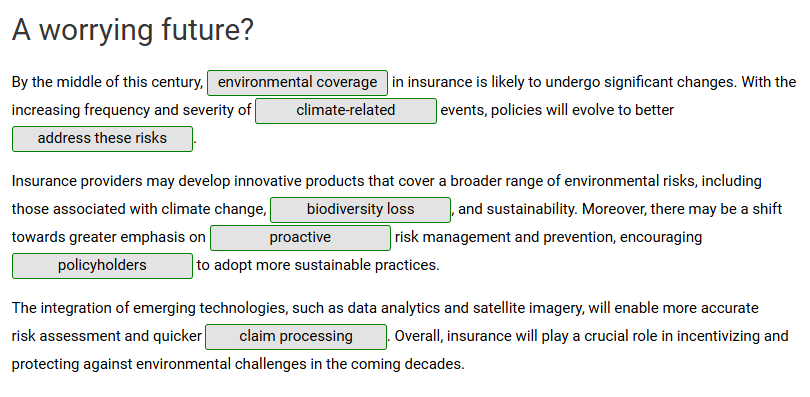 A worrying future?
By the middle of this century, environmental coverage in insurance is likely to undergo significant changes. With the
increasing frequency and severity of climate-related events, policies will evolve to better
address these risks.
Insurance providers may develop innovative products that cover a broader range of environmental risks, including
those associated with climate change, biodiversity loss, and sustainability. Moreover, there may be a shift
towards greater emphasis on proactive risk management and prevention, encouraging
policyholders to adopt more sustainable practices.
The integration of emerging technologies, such as data analytics and satellite imagery, will enable more accurate
risk assessment and quicker claim processing. Overall, insurance will play a crucial role in incentivizing and
protecting against environmental challenges in the coming decades.